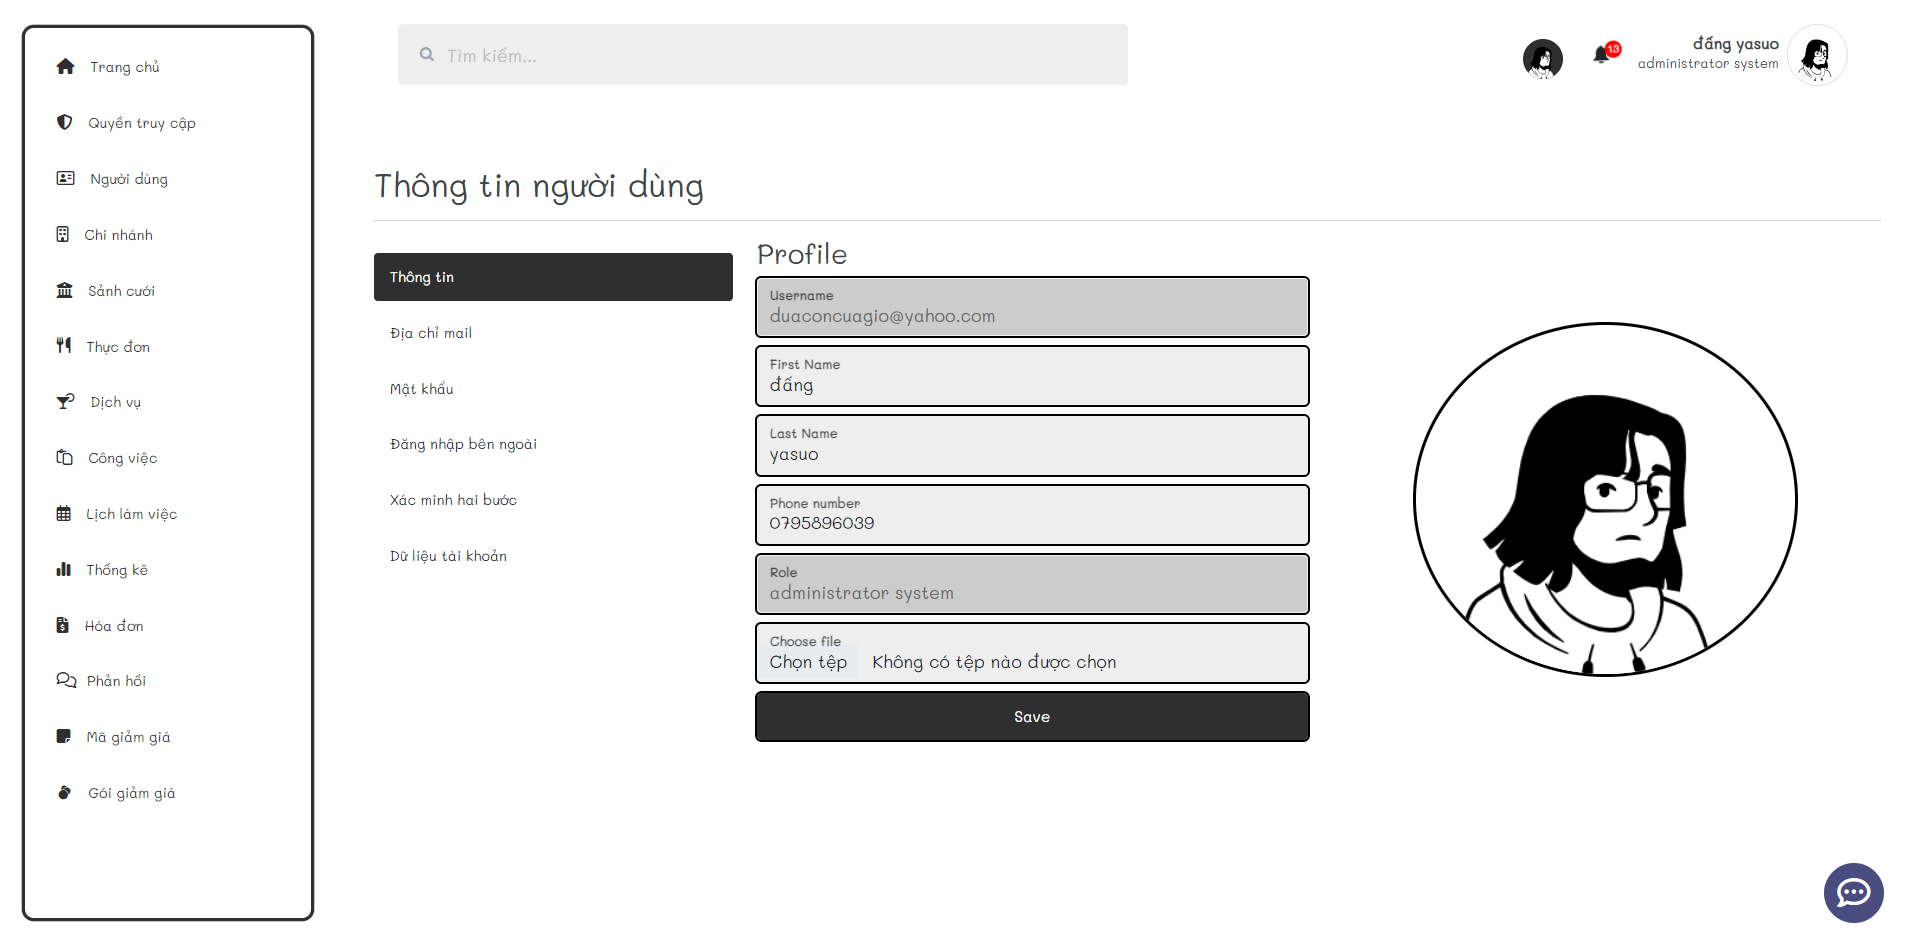 Trang chủ
Quyền truy cập
Người dùng
Chi nhánh
Sảnh cưới
Thực đơn
Dịch vụ
Công việc
Lịch làm việc
Thống kê
Hóa đơn
Phản hồi
Mã giảm giá
Gói giảm giá
Tìm kiếm...
13
đấng yasuo
administrator system
Thông tin người dùng
Thông tin
Địa chỉ mail
Mật khẩu
Đăng nhập bên ngoài
Xác minh hai bước
Dữ liệu tài khoản
Profile
Username
duaconcuagio@yahoo.com
First Name
đấng
Last Name
yasuo
Phone number
0795896039
Role
administrator system
Choose file
Chọn tệp Không có tệp nào được chọn
Save